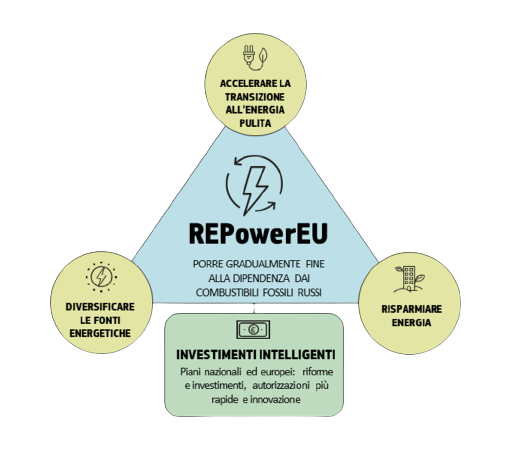 ACCELERARE LA
TRANSIZIONE
ALL'ENERGIA
PULITA
REPowerEU
PORRE GRADUALMENTE FINE
ALLA DIPENDENZA DAI
COMBUSTIBILI FOSSILI RUSSI
DIVERSIFICARE
LE FONTI
ENERGETICHE
RISPARMIARE
ENERGIA
€
INVESTIMENTI INTELLIGENTI
Piani nazionali ed europei: riforme
e investimenti, autorizzazioni più
rapide e innovazione